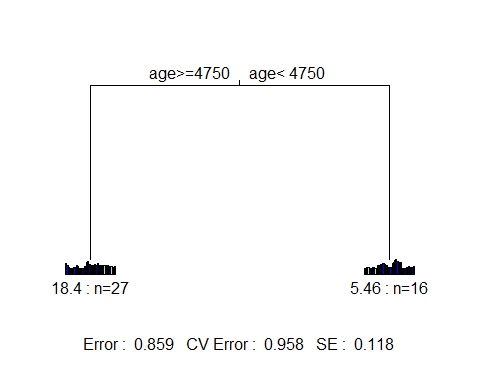 age>=4750 age< 4750
18.4 : n=27 5.46 : n=16
Error : 0.859 CV Error : 0.958 SE : 0.118